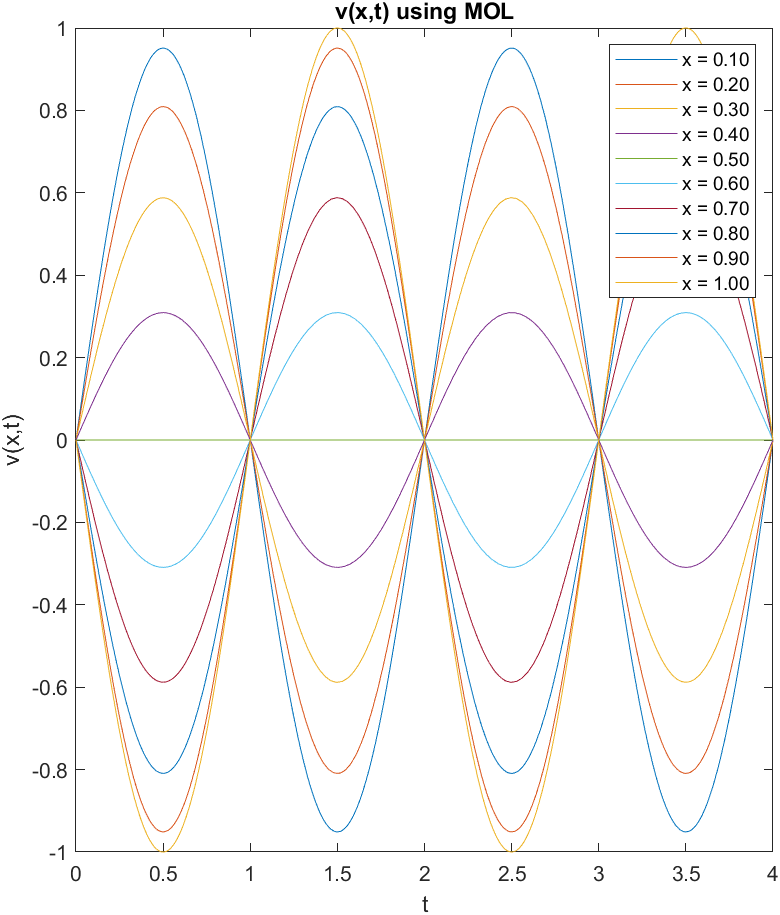 v(x,t) using MOL
1
0.8
0.6
0.4
0.2
0
-0.2
-0.4
-0.6
-0.8
-1
v(x,t)
x = 0.10
x = 0.20
x = 0.30
x = 0.40
x = 0.50
x = 0.60
x = 0.70
x = 0.80
x = 0.90
x = 1.00
0 0.5 1 1.5 2 2.5 3 3.5 4
t